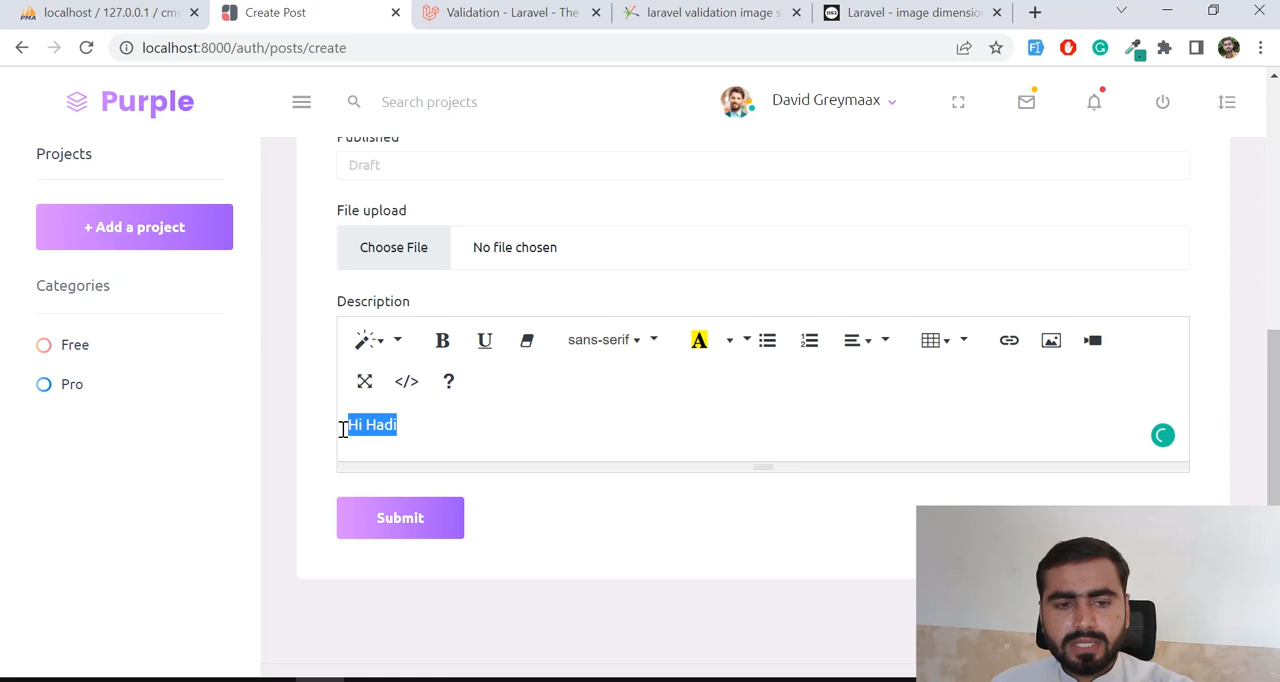 localhost / 127.0.0.1 / cms
Create Post
Validation - Laravel - The
laravel validation image s
Laravel - image dimensio
localhost:8000/auth/posts/create
Purple
Search projects
David Greymaax
Projects
+ Add a project
Categories
Free
Pro
Published
Draft
File upload
Choose File
No file chosen
Description
B U sans-serif A
</> ?
Hi Hadi
Submit